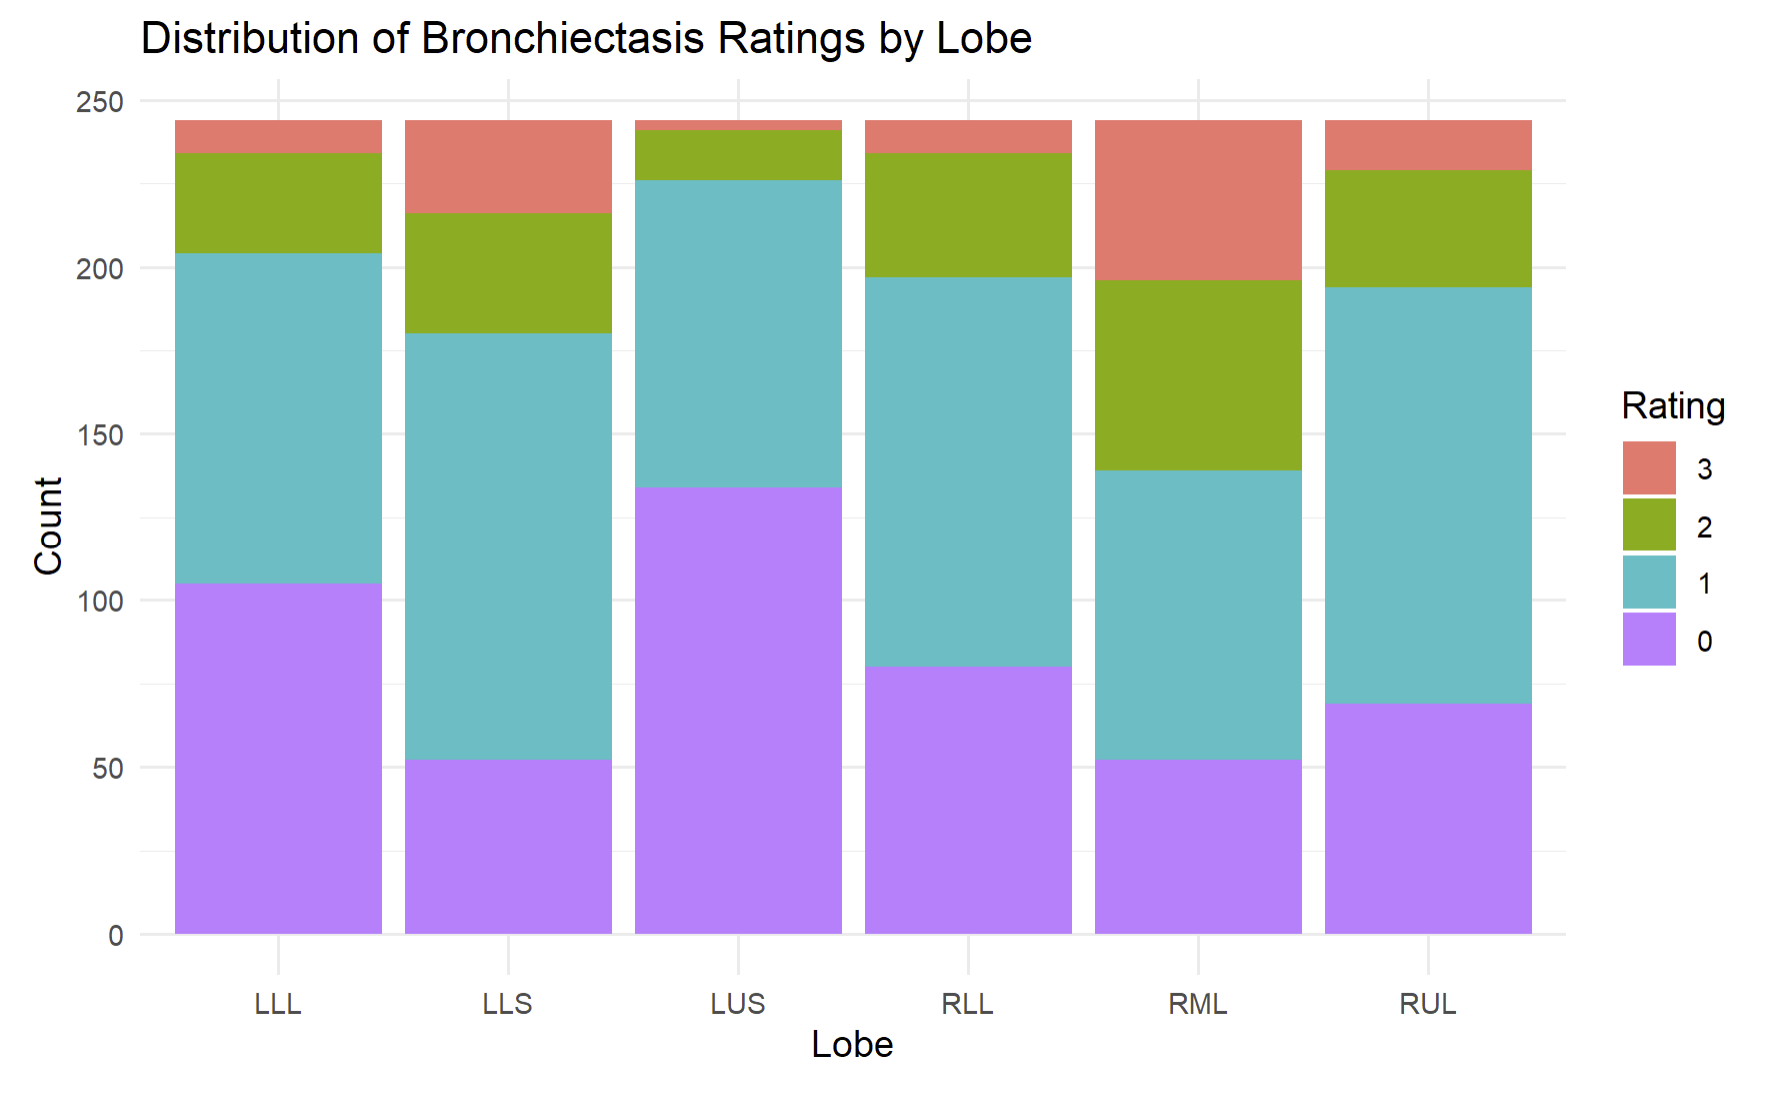 Distribution of Bronchiectasis Ratings by Lobe
250
200
150
100
50
0
Count
LLL LLS LUS RLL RML RUL
Lobe
Rating
3
2
1
0